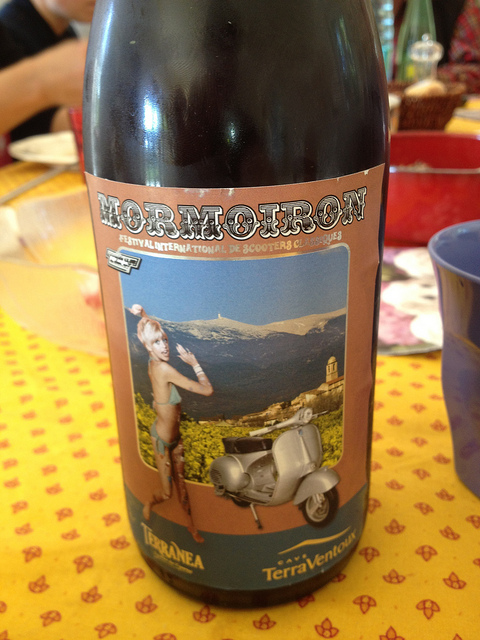 MORMOIRON
FESTIVAL INTERNATIONAL DE SCOOTERS CLASSIQUES
TERRANEA
CAVE
TerraVentoux